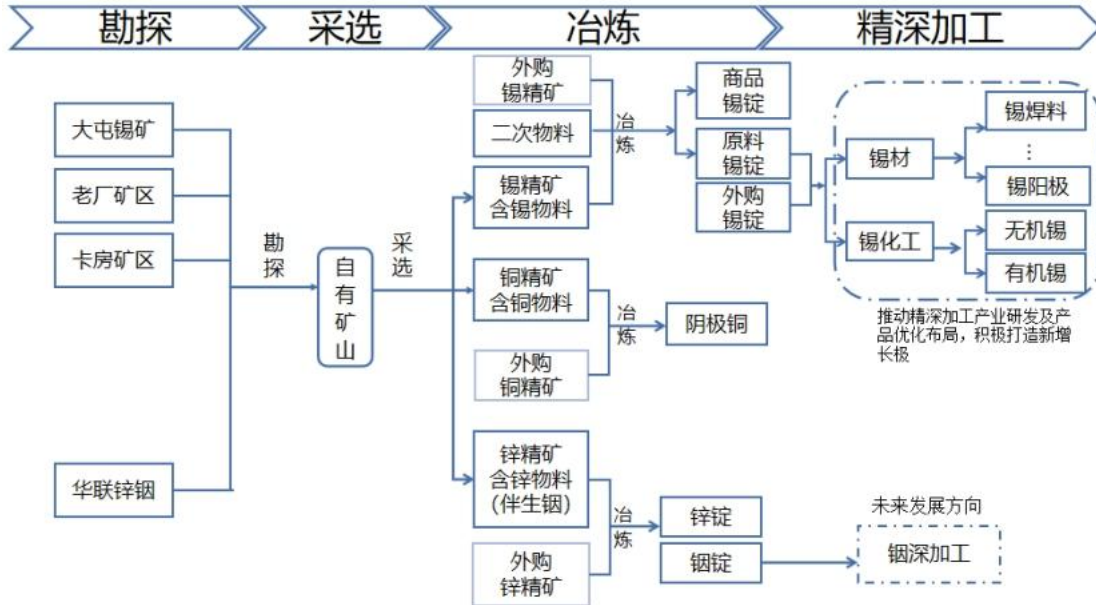 勘探
采选
冶炼
精深加工
大屯锡矿
老厂矿区
卡房矿区
华联锌铟
勘
探
自
有
矿
山
采
选
外购
锡精矿
二次物料
锡精矿
含锡物料
冶
炼
商品
锡锭
原料
锡锭
外购
锡锭
锡材
锡化工
锡焊料
...
锡阳极
无机锡
有机锡
推动精深加工产业研发及产
品优化布局，积极打造新增
长极
铜精矿
含铜物料
外购
铜精矿
冶
炼
阴极铜
锌精矿
含锌物料
（伴生铟）
外购
锌精矿
冶
炼
锌锭
铟锭
未来发展方向
铟深加工